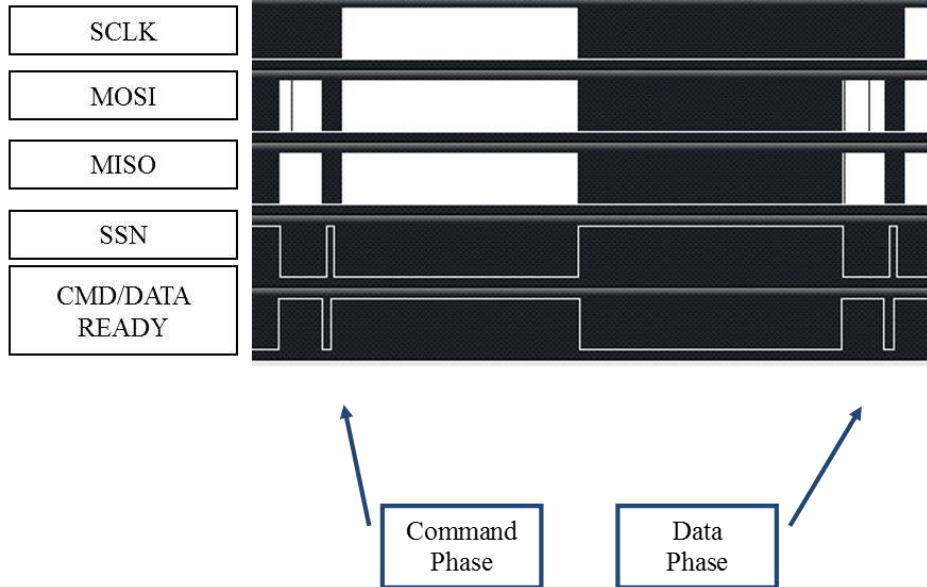 SCLK
MOSI
MISO
SSN
CMD/DATA
READY
Command
Phase
Data
Phase